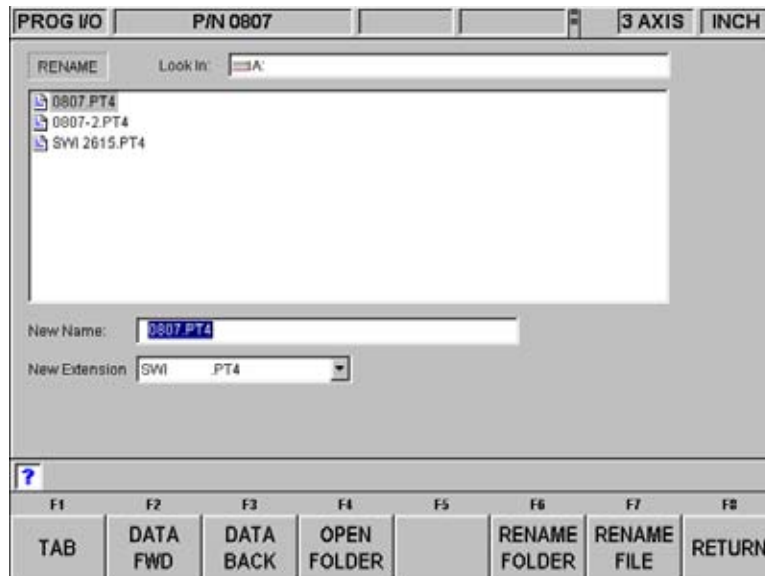 PROG I/O P/N 0807 3 AXIS INCH
RENAME Look In: A:
0807.PT4
0807-2.PT4
SWI 2615.PT4
New Name: 0807.PT4
New Extension SWI .PT4
?
F1 F2 F3 F4 F5 F6 F7 F8
TAB DATA FWD DATA BACK OPEN FOLDER RENAME FOLDER RENAME FILE RETURN